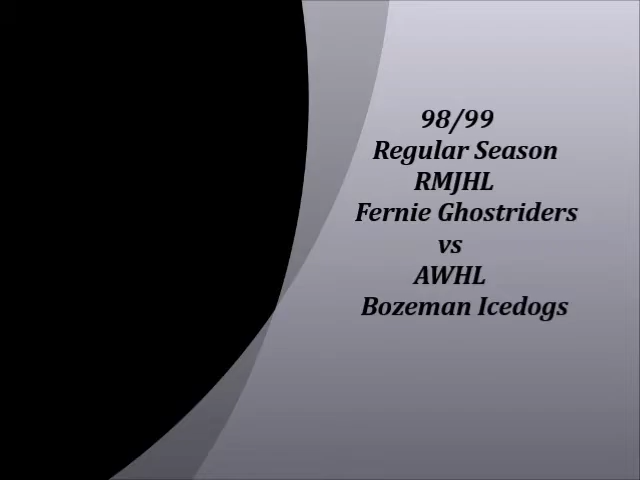 98/99
Regular Season
RMJHL
Fernie Ghostriders
vs
AWHL
Bozeman Icedogs